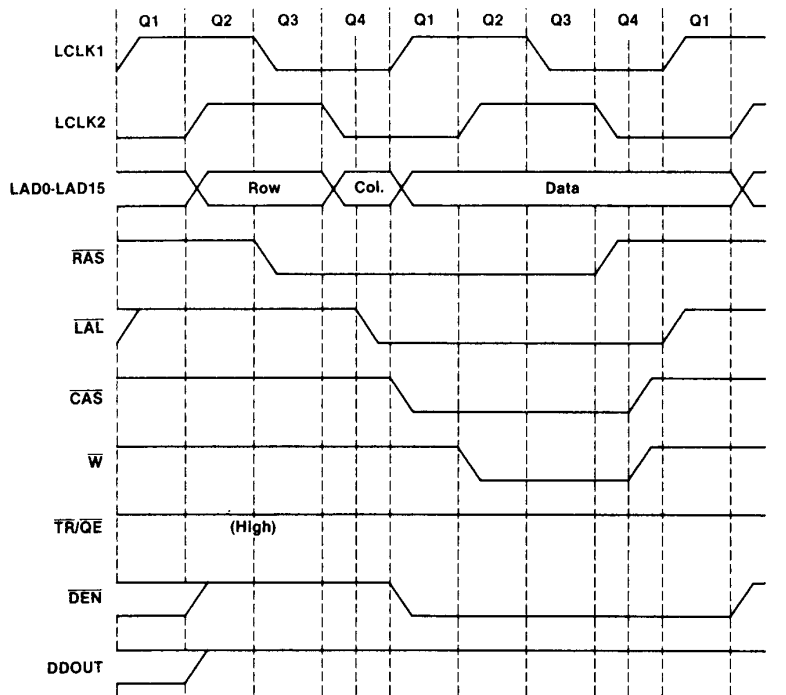 Q1 Q2 Q3 Q4 Q1 Q2 Q3 Q4 Q1
LCLK1
LCLK2
LAD0-LAD15 Row Col. Data
RAS
LAL
CAS
W
TR/QE (High)
DEN
DDOUT